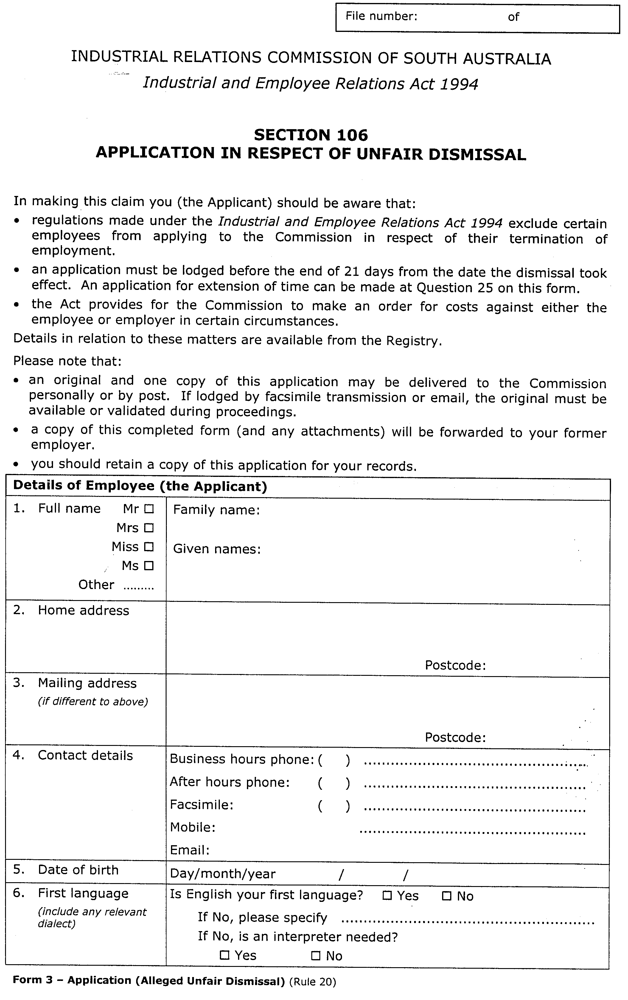 File number: of
INDUSTRIAL RELATIONS COMMISSION OF SOUTH AUSTRALIA
Industrial and Employee Relations Act 1994
SECTION 106
APPLICATION IN RESPECT OF UNFAIR DISMISSAL
In making this claim you (the Applicant) should be aware that:
• regulations made under the Industrial and Employee Relations Act 1994 exclude certain
employees from applying to the Commission in respect of their termination of
employment.
• an application must be lodged before the end of 21 days from the date the dismissal took
effect. An application for extension of time can be made at Question 25 on this form.
• the Act provides for the Commission to make an order for costs against either the
employee or employer in certain circumstances.
Details in relation to these matters are available from the Registry.
Please note that:
• an original and one copy of this application may be delivered to the Commission
personally or by post. If lodged by facsimile transmission or email, the original must be
available or validated during proceedings.
• a copy of this completed form (and any attachments) will be forwarded to your former
employer.
• you should retain a copy of this application for your records.
Details of Employee (the Applicant)
1. Full name Mr ☐
Mrs ☐
Miss ☐
Ms ☐
Other .........
Family name:
Given names:
2. Home address
Postcode:
3. Mailing address
(if different to above)
Postcode:
4. Contact details
Business hours phone: ( ) ............................................................
After hours phone: ( ) ............................................................
Facsimile: ( ) ............................................................
Mobile: .............................................................
Email:
5. Date of birth
Day/month/year / /
6. First language
(include any relevant
dialect)
Is English your first language? ☐ Yes ☐ No
If No, please specify ....................................................................
If No, is an interpreter needed?
☐ Yes ☐ No
Form 3 – Application (Alleged Unfair Dismissal) (Rule 20)